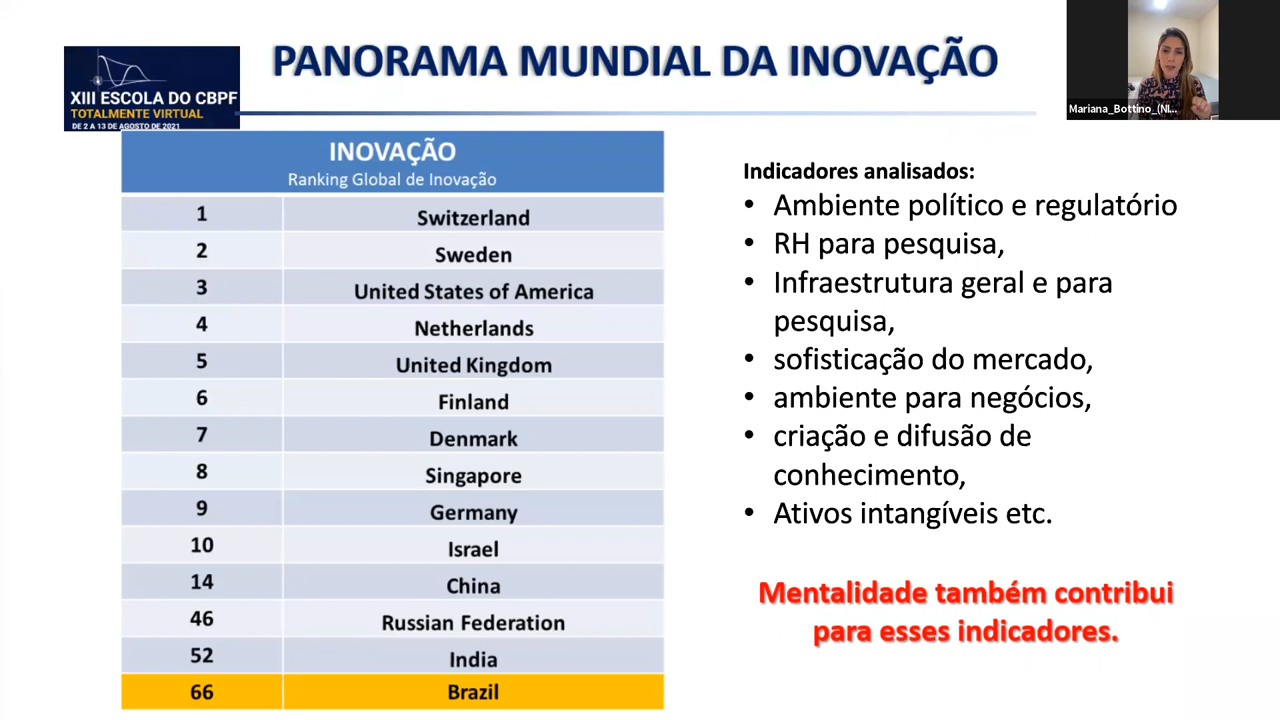 PANORAMA MUNDIAL DA INOVAÇÃO
XIII ESCOLA DO CBPF
TOTALMENTE VIRTUAL
DE 2 A 13 DE AGOSTO DE 2021
Mariana_Bottino_(NI...
INOVAÇÃO
Ranking Global de Inovação
1 Switzerland
2 Sweden
3 United States of America
4 Netherlands
5 United Kingdom
6 Finland
7 Denmark
8 Singapore
9 Germany
10 Israel
14 China
46 Russian Federation
52 India
66 Brazil
Indicadores analisados:
• Ambiente político e regulatório
• RH para pesquisa,
• Infraestrutura geral e para
pesquisa,
• sofisticação do mercado,
• ambiente para negócios,
• criação e difusão de
conhecimento,
• Ativos intangíveis etc.
Mentalidade também contribui
para esses indicadores.